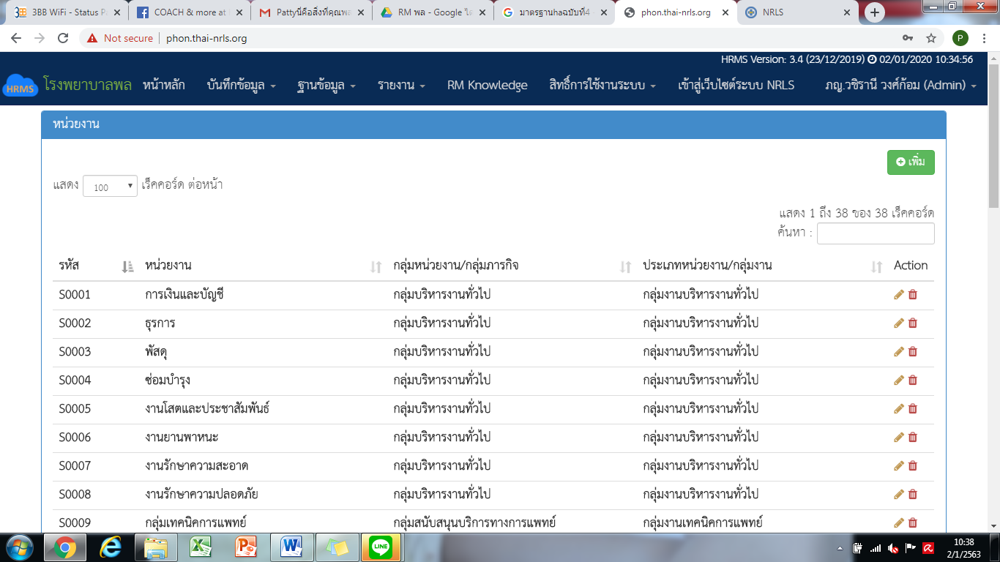 3BB WiFi - Status P
COACH & more at
Pattyนี่คือสิ่งที่คุณพล
RM พล - Google ไดร
มาตรฐานhaฉบับที่4
phon.thai-nrls.org
NRLS
Not secure
phon.thai-nrls.org
P
HRMS Version: 3.4 (23/12/2019) 02/01/2020 10:34:56
HRMS โรงพยาบาลพล หน้าหลัก บันทึกข้อมูล ฐานข้อมูล รายงาน RM Knowledge สิทธิ์การใช้งานระบบ เข้าสู่เว็บไซต์ระบบ NRLS ภญ.วชิรานี วงศ์ก้อม (Admin)
หน่วยงาน
เพิ่ม
แสดง 100 เร็คคอร์ด ต่อหน้า
แสดง 1 ถึง 38 ของ 38 เร็คคอร์ด
ค้นหา :
รหัส หน่วยงาน กลุ่มหน่วยงาน/กลุ่มภารกิจ ประเภทหน่วยงาน/กลุ่มงาน Action
S0001 การเงินและบัญชี กลุ่มบริหารงานทั่วไป กลุ่มงานบริหารงานทั่วไป
S0002 ธุรการ กลุ่มบริหารงานทั่วไป กลุ่มงานบริหารงานทั่วไป
S0003 พัสดุ กลุ่มบริหารงานทั่วไป กลุ่มงานบริหารงานทั่วไป
S0004 ซ่อมบำรุง กลุ่มบริหารงานทั่วไป กลุ่มงานบริหารงานทั่วไป
S0005 งานโสตและประชาสัมพันธ์ กลุ่มบริหารงานทั่วไป กลุ่มงานบริหารงานทั่วไป
S0006 งานยานพาหนะ กลุ่มบริหารงานทั่วไป กลุ่มงานบริหารงานทั่วไป
S0007 งานรักษาความสะอาด กลุ่มบริหารงานทั่วไป กลุ่มงานบริหารงานทั่วไป
S0008 งานรักษาความปลอดภัย กลุ่มบริหารงานทั่วไป กลุ่มงานบริหารงานทั่วไป
S0009 กลุ่มเทคนิคการแพทย์ กลุ่มสนับสนุนบริการทางการแพทย์ กลุ่มงานเทคนิคการแพทย์
LINE
10:38
2/1/2563